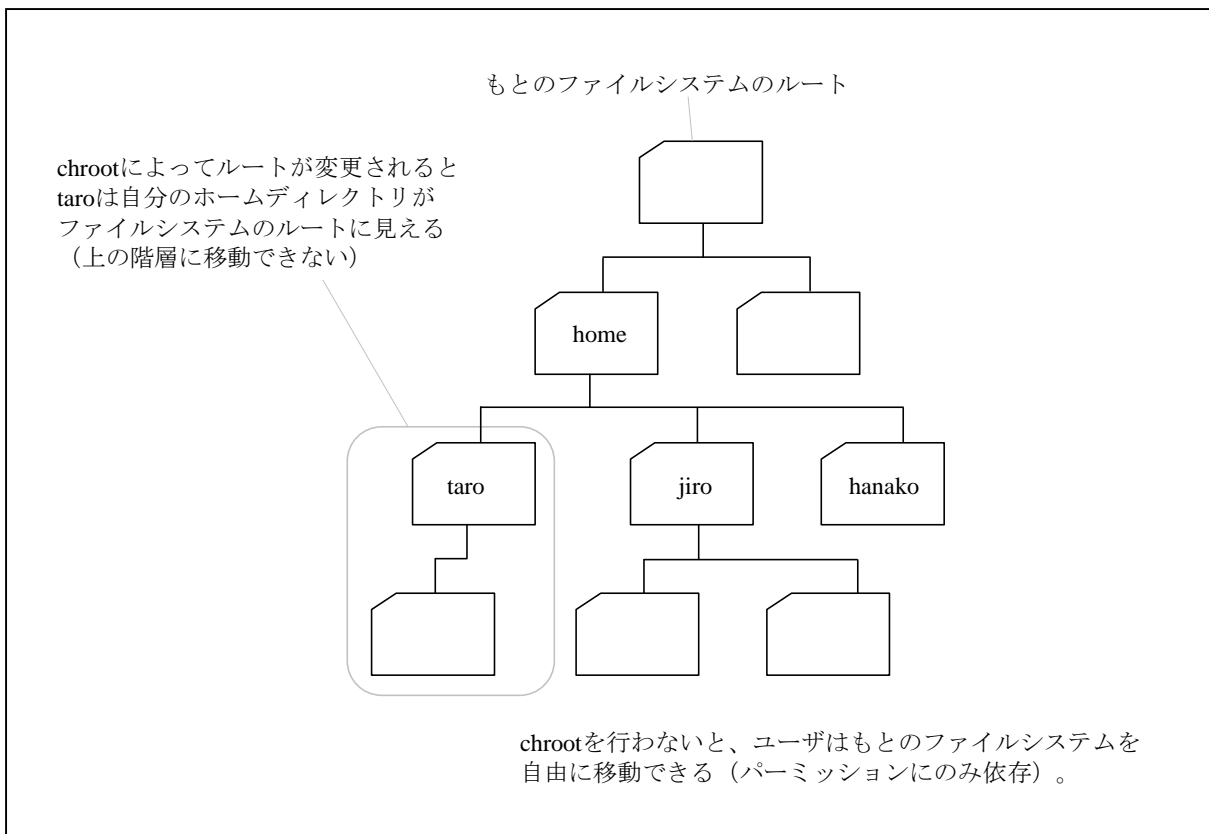 もとのファイルシステムのルート
chrootによってルートが変更されると
taroは自分のホームディレクトリが
ファイルシステムのルートに見える
（上の階層に移動できない）
home
taro
jiro
hanako
chrootを行わないと、ユーザはもとのファイルシステムを
自由に移動できる（パーミッションにのみ依存）。